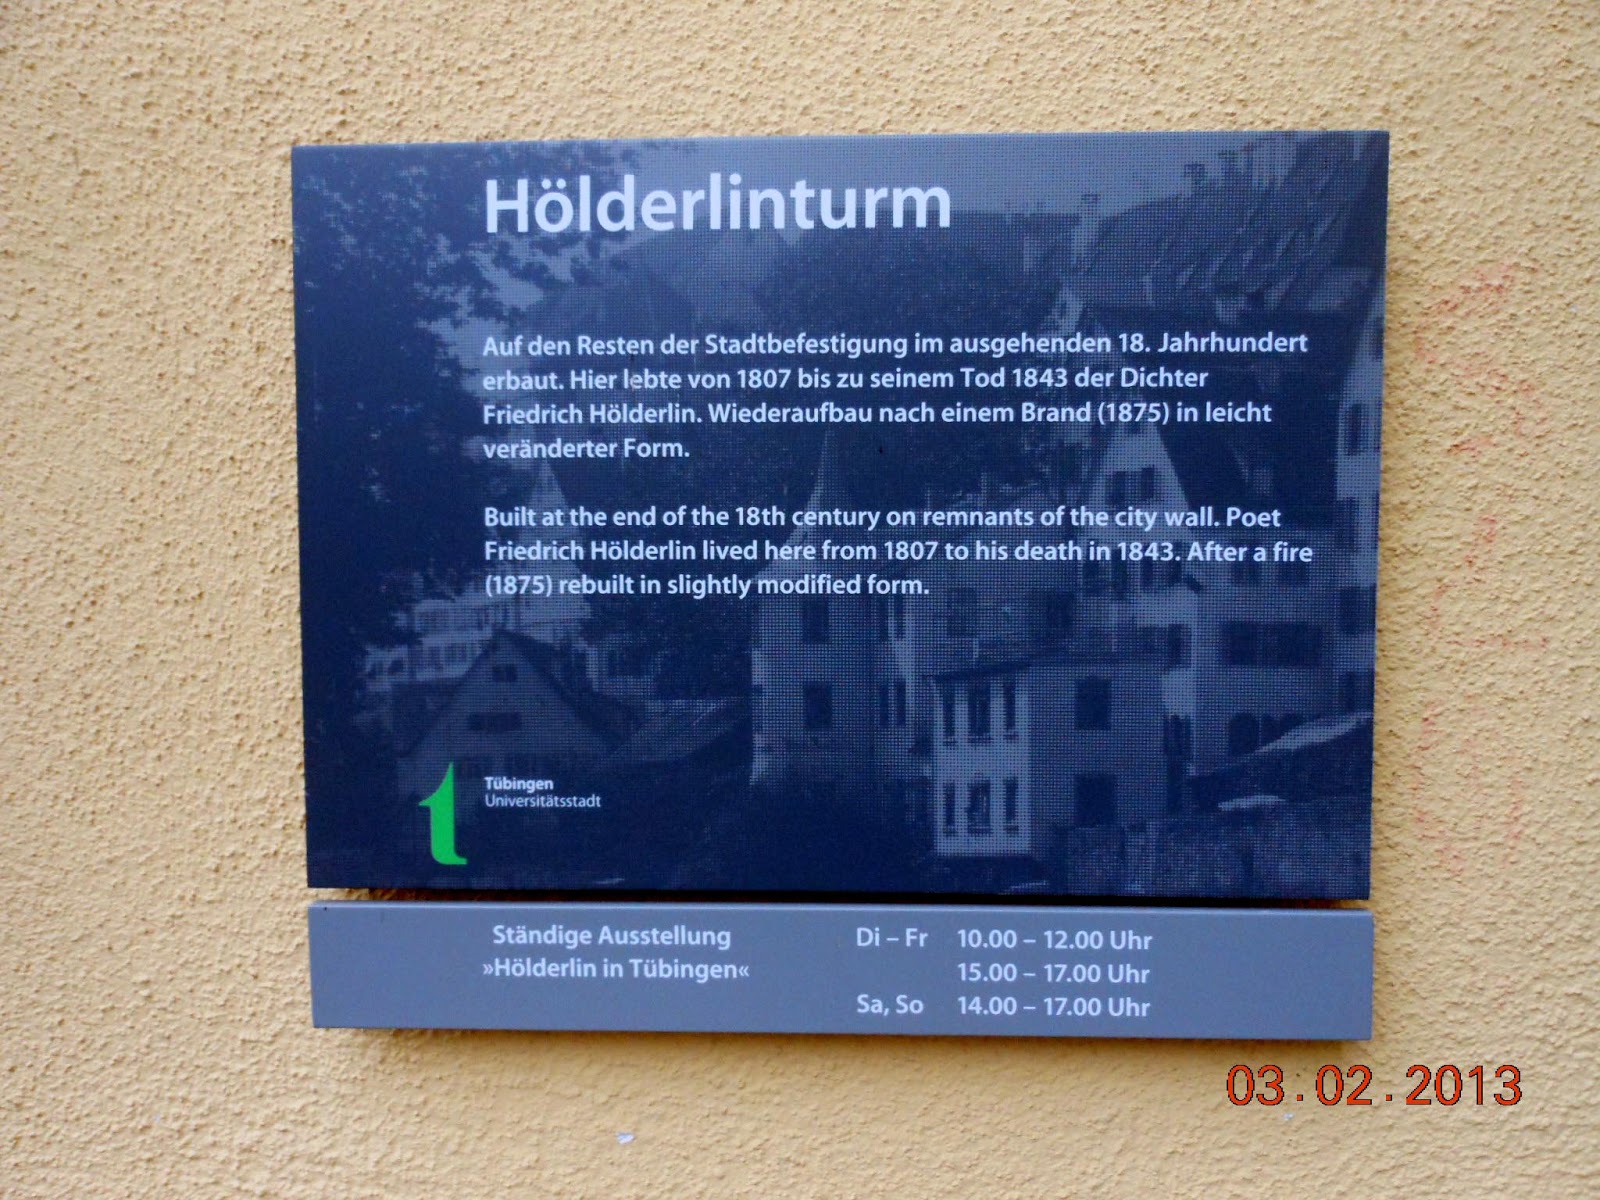 Hölderlinturm
Auf den Resten der Stadtbefestigung im ausgehenden 18. Jahrhundert
erbaut. Hier lebte von 1807 bis zu seinem Tod 1843 der Dichter
Friedrich Hölderlin. Wiederaufbau nach einem Brand (1875) in leicht
veränderter Form.
Built at the end of the 18th century on remnants of the city wall. Poet
Friedrich Hölderlin lived here from 1807 to his death in 1843. After a fire
(1875) rebuilt in slightly modified form.
t
Tübingen
Universitätsstadt
Ständige Ausstellung
»Hölderlin in Tübingen«
Di – Fr 10.00 – 12.00 Uhr
15.00 – 17.00 Uhr
Sa, So 14.00 – 17.00 Uhr
03.02.2013